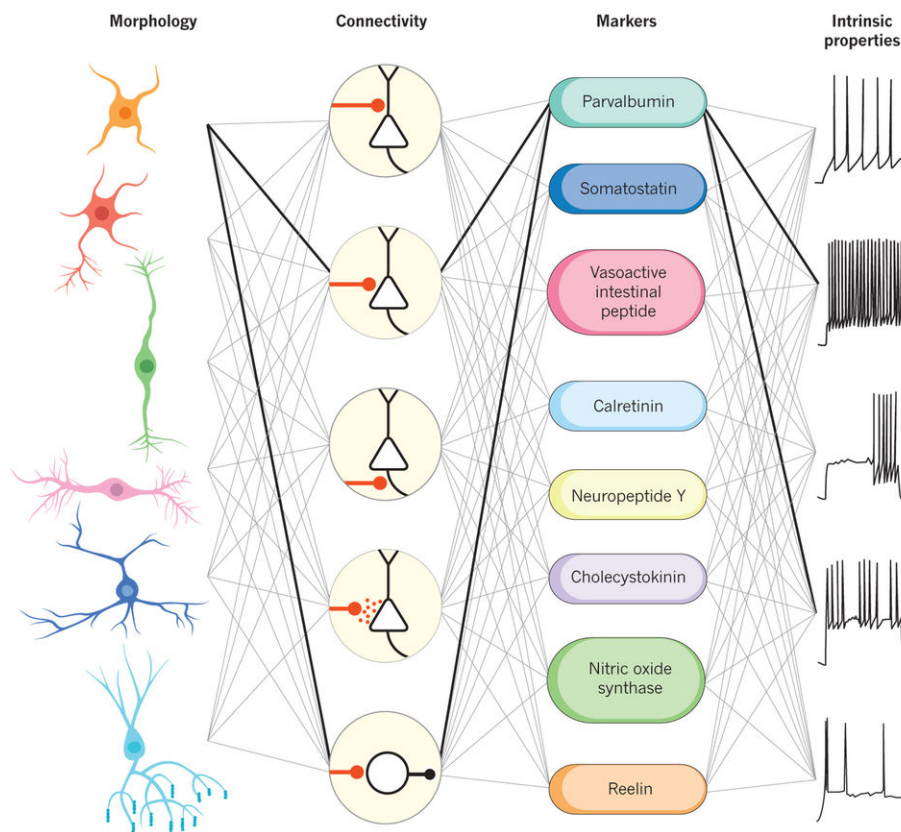 Morphology
Connectivity
Markers
Intrinsic
properties
Parvalbumin
Somatostatin
Vasoactive
intestinal
peptide
Calretinin
Neuropeptide Y
Cholecystokinin
Nitric oxide
synthase
Reelin